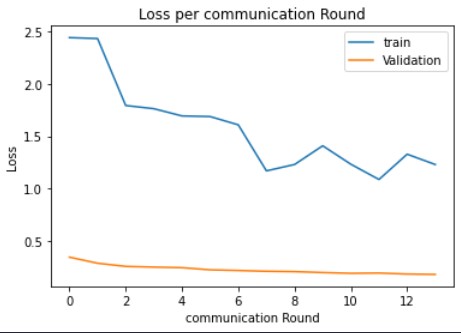 Loss per communication Round
train
Validation
Loss
2.5
2.0
1.5
1.0
0.5
0 2 4 6 8 10 12
communication Round